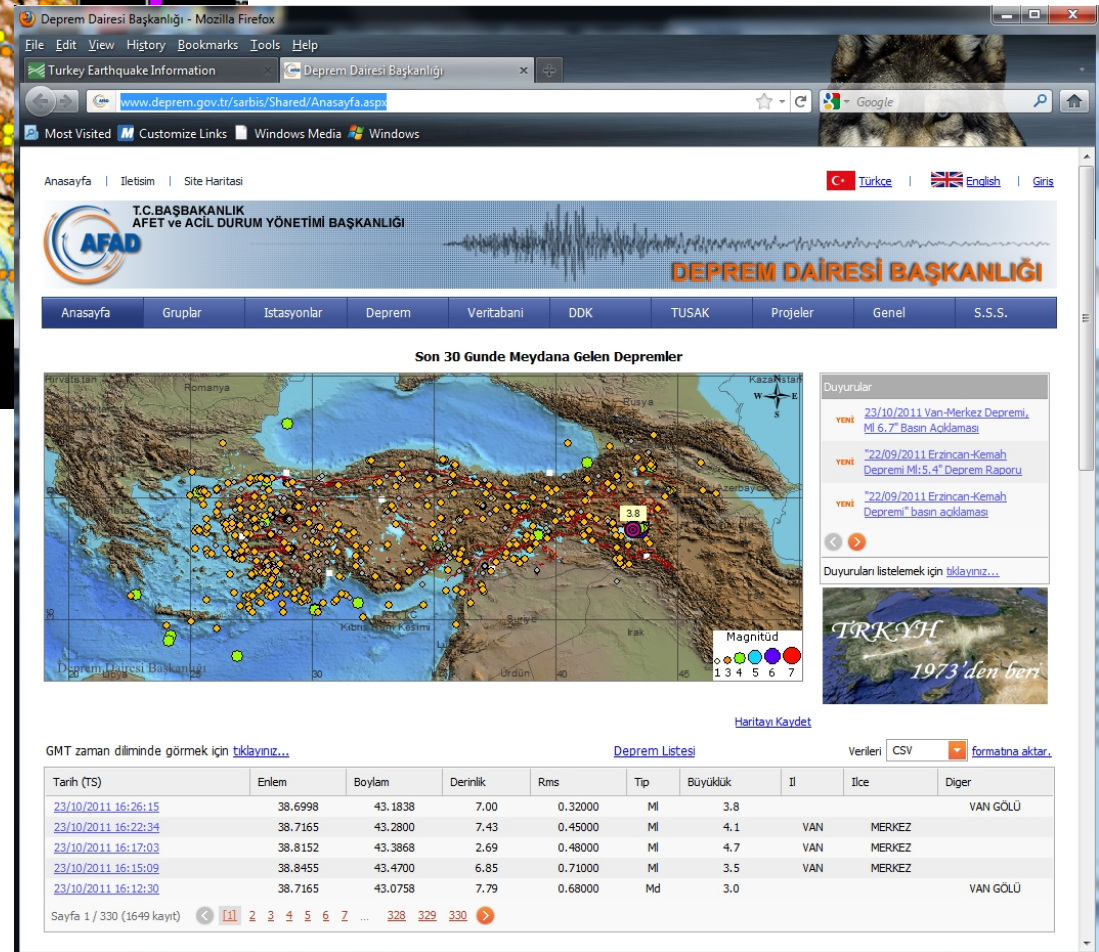 Deprem Dairesi Başkanlığı - Mozilla Firefox
File Edit View History Bookmarks Tools Help
Turkey Earthquake Information
Deprem Dairesi Başkanlığı
www.deprem.gov.tr/sarbis/Shared/Anasayfa.aspx
Google
Most Visited Customize Links Windows Media Windows
Anasayfa | Iletisim | Site Haritasi
Türkçe | English | Giris
T.C.BAŞBAKANLIK
AFET ve ACİL DURUM YÖNETİMİ BAŞKANLIĞI
AFAD
DEPREM DAİRESİ BAŞKANLIĞI
Anasayfa Gruplar Istasyonlar Deprem Veritabani DDK TUSAK Projeler Genel S.S.S.
Son 30 Gunde Meydana Gelen Depremler
Hırvatistan
Romanya
Rusya
Kazakistan
W E
S
Azerbaycan
3.8
Kıbrıs Rum Kesimi
Suriye
Irak
Ürdün
Libya
Deprem Dairesi Başkanlığı
20 25 30 40 45
35
Magnitüd
1 3 4 5 6 7
Duyurular
YENİ 23/10/2011 Van-Merkez Depremi,
Ml 6.7" Basın Açıklaması
YENİ "22/09/2011 Erzincan-Kemah
Depremi Ml:5.4" Deprem Raporu
YENİ "22/09/2011 Erzincan-Kemah
Depremi" basın açıklaması
Duyuruları listelemek için tıklayınız...
TRKYH
1973'den beri
Haritayı Kaydet
GMT zaman diliminde görmek için tıklayınız...
Deprem Listesi
Verileri CSV formatına aktar.
Tarih (TS) Enlem Boylam Derinlik Rms Tip Büyüklük Il Ilce Diger
23/10/2011 16:26:15 38.6998 43.1838 7.00 0.32000 Ml 3.8 VAN GÖLÜ
23/10/2011 16:22:34 38.7165 43.2800 7.43 0.45000 Ml 4.1 VAN MERKEZ
23/10/2011 16:17:03 38.8152 43.3868 2.69 0.48000 Ml 4.7 VAN MERKEZ
23/10/2011 16:15:09 38.8455 43.4700 6.85 0.71000 Ml 3.5 VAN MERKEZ
23/10/2011 16:12:30 38.7165 43.0758 7.79 0.68000 Md 3.0 VAN GÖLÜ
Sayfa 1 / 330 (1649 kayıt) [1] 2 3 4 5 6 7 … 328 329 330